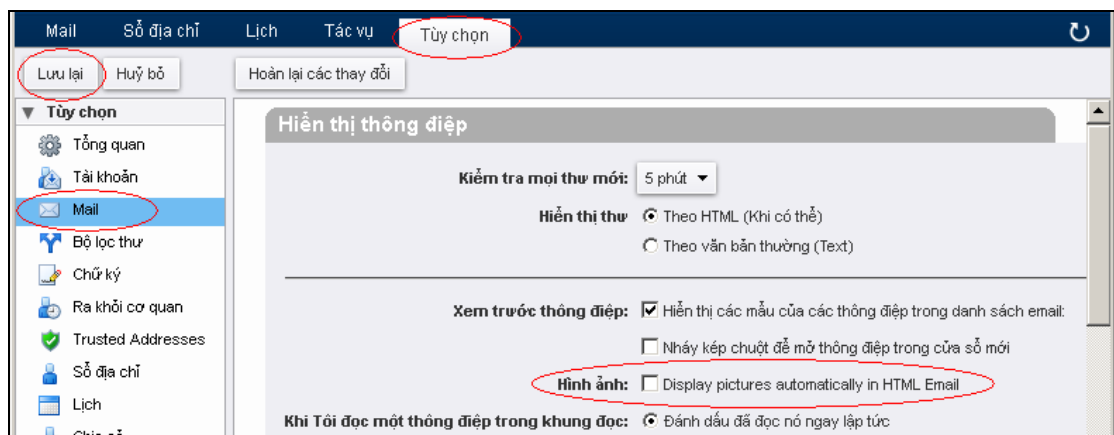 Mail Sổ địa chỉ Lịch Tác vụ Tùy chọn
Lưu lại Huỷ bỏ Hoàn lại các thay đổi
Tùy chọn
Tổng quan
Tài khoản
Mail
Bộ lọc thư
Chữ ký
Ra khỏi cơ quan
Trusted Addresses
Sổ địa chỉ
Lịch
Hiển thị thông điệp
Kiểm tra mọi thư mới: 5 phút
Hiển thị thư Theo HTML (Khi có thể)
Theo văn bản thường (Text)
Xem trước thông điệp: Hiển thị các mẫu của các thông điệp trong danh sách email:
Nháy kép chuột để mở thông điệp trong cửa sổ mới
Hình ảnh: Display pictures automatically in HTML Email
Khi Tôi đọc một thông điệp trong khung đọc: Đánh dấu đã đọc nó ngay lập tức